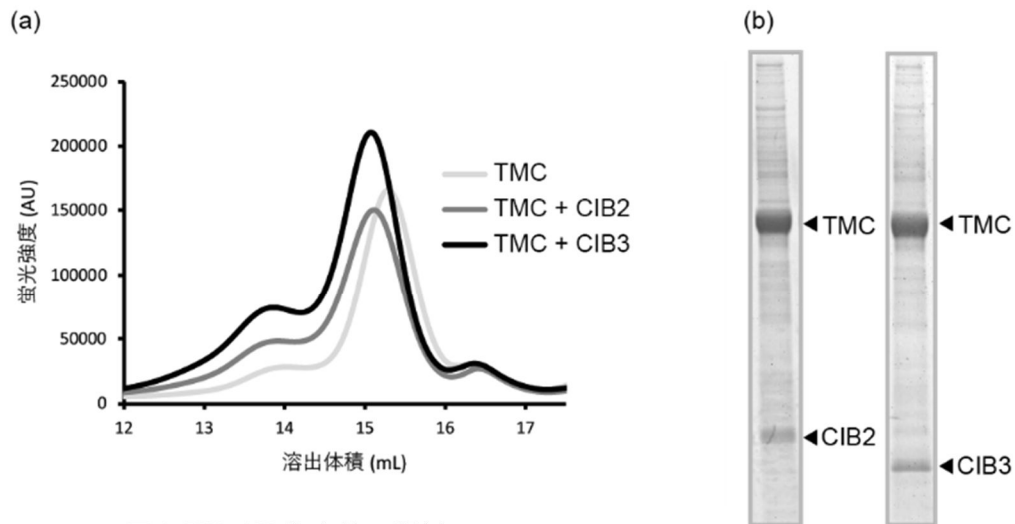 (a)
250000
200000
150000
100000
50000
0
蛍光強度 (AU)
12 13 14 15 16 17
溶出体積 (mL)
TMC
TMC + CIB2
TMC + CIB3
(b)
TMC
CIB2
TMC
CIB3